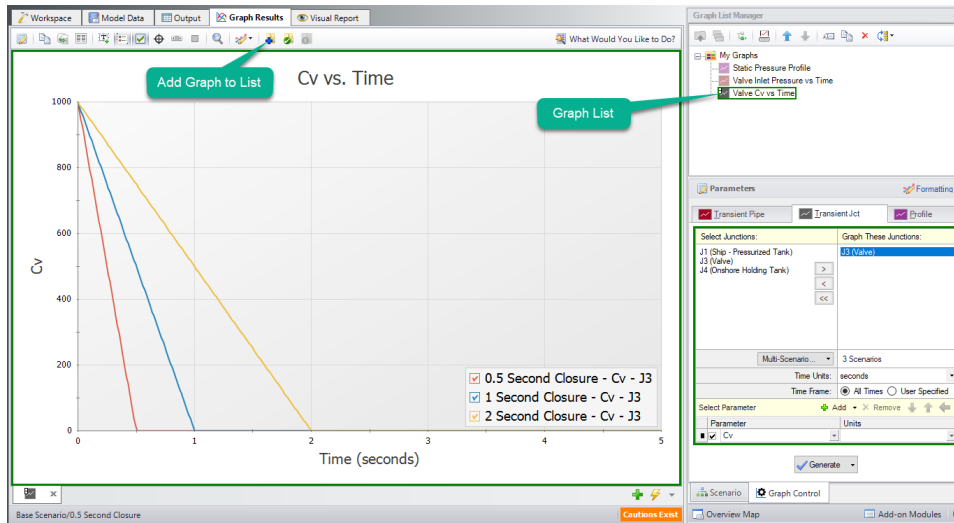 Workspace Model Data Output Graph Results Visual Report
What Would You Like to Do?
Add Graph to List
Cv vs. Time
1000
800
600
400
200
0
Cv
0 1 2 3 4 5
Time (seconds)
0.5 Second Closure - Cv - J3
1 Second Closure - Cv - J3
2 Second Closure - Cv - J3
Base Scenario/0.5 Second Closure
Cautions Exist
Graph List Manager
My Graphs
Static Pressure Profile
Valve Inlet Pressure vs Time
Valve Cv vs Time
Graph List
Parameters Formatting
Transient Pipe Transient Jct Profile
Select Junctions: Graph These Junctions:
J1 (Ship - Pressurized Tank) J3 (Valve)
J3 (Valve)
J4 (Onshore Holding Tank)
>
<
<<
Multi-Scenario... 3 Scenarios
Time Units: seconds
Time Frame: All Times User Specified
Select Parameter Add Remove
Parameter Units
Cv
Generate
Scenario Graph Control
Overview Map Add-on Modules